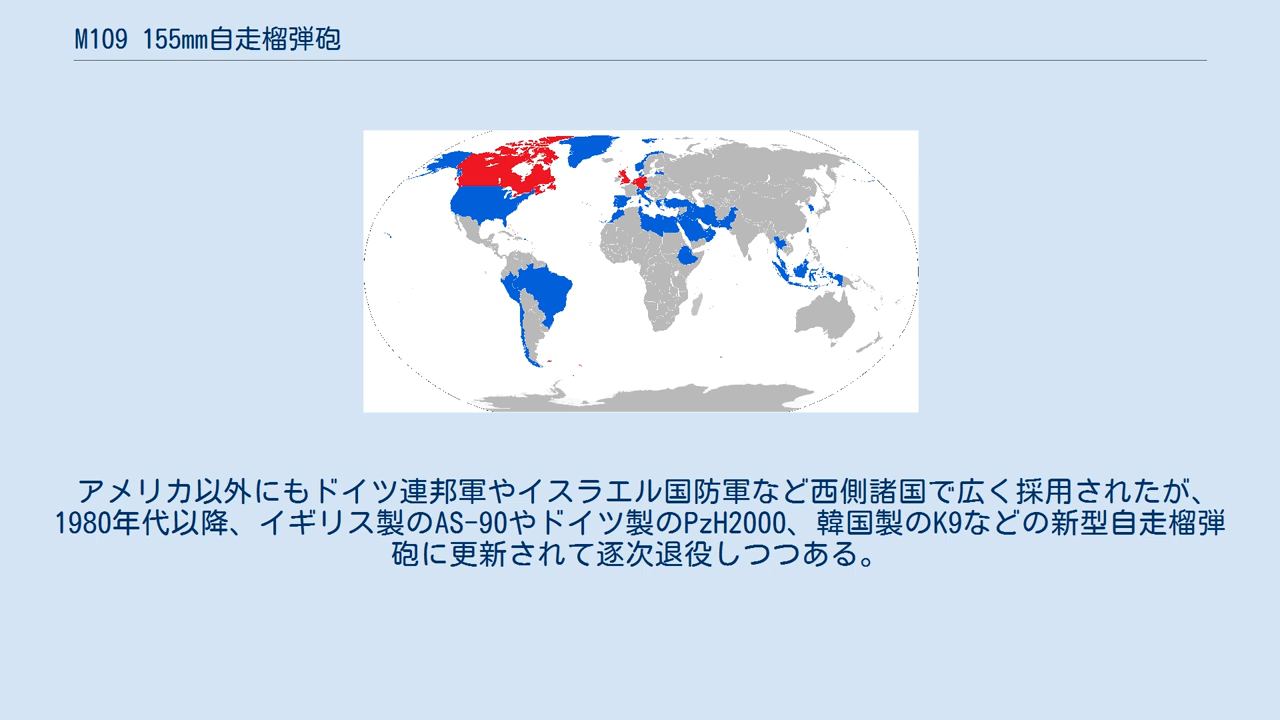 M109 155mm自走榴弾砲
アメリカ以外にもドイツ連邦軍やイスラエル国防軍など西側諸国で広く採用されたが、
1980年代以降、イギリス製のAS-90やドイツ製のPzH2000、韓国製のK9などの新型自走榴弾
砲に更新されて逐次退役しつつある。